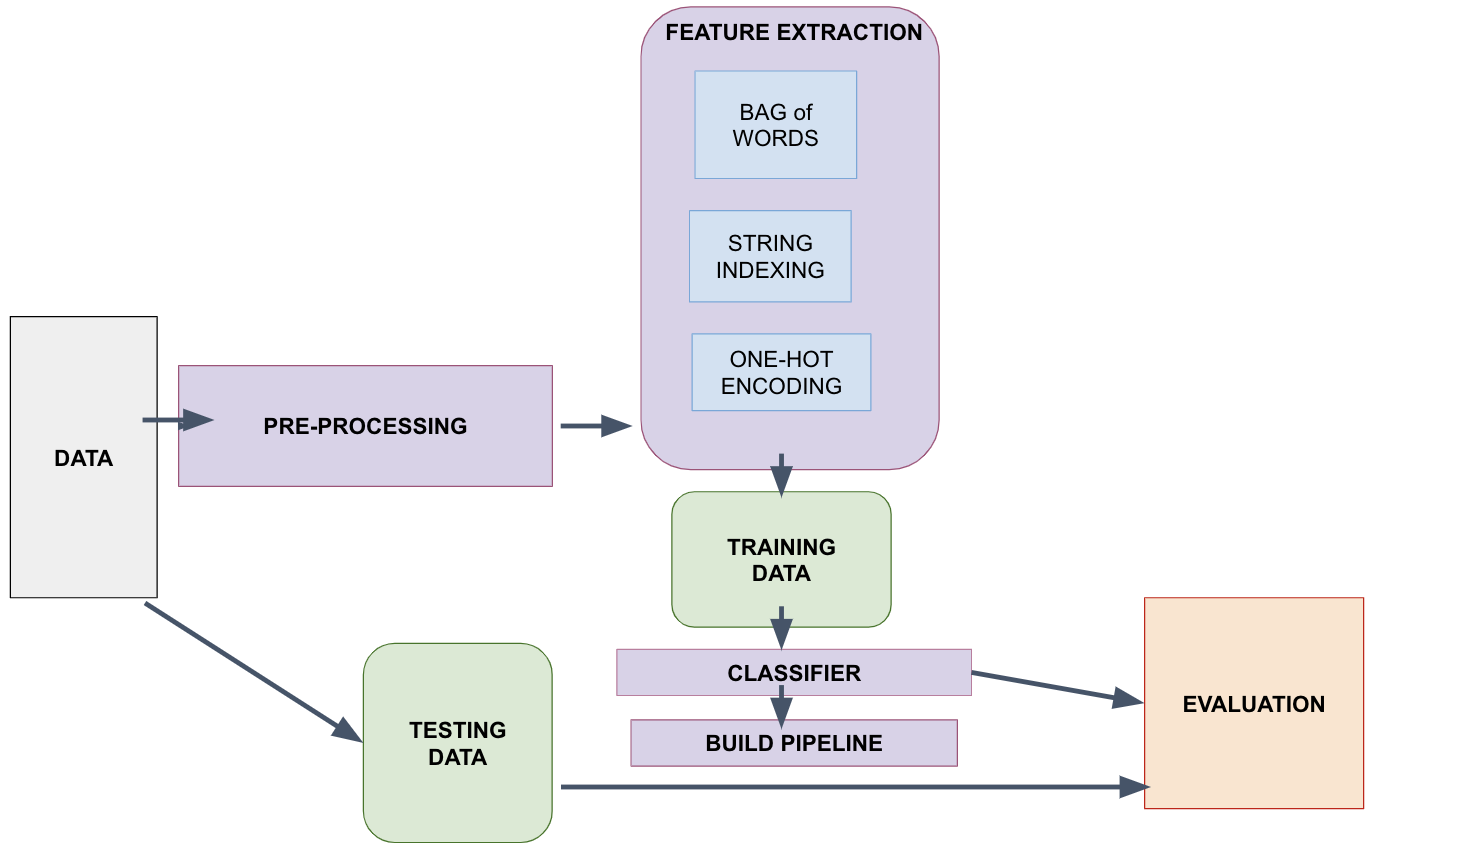 FEATURE EXTRACTION
BAG of
WORDS
STRING
INDEXING
ONE-HOT
ENCODING
DATA
PRE-PROCESSING
TRAINING
DATA
CLASSIFIER
BUILD PIPELINE
TESTING
DATA
EVALUATION